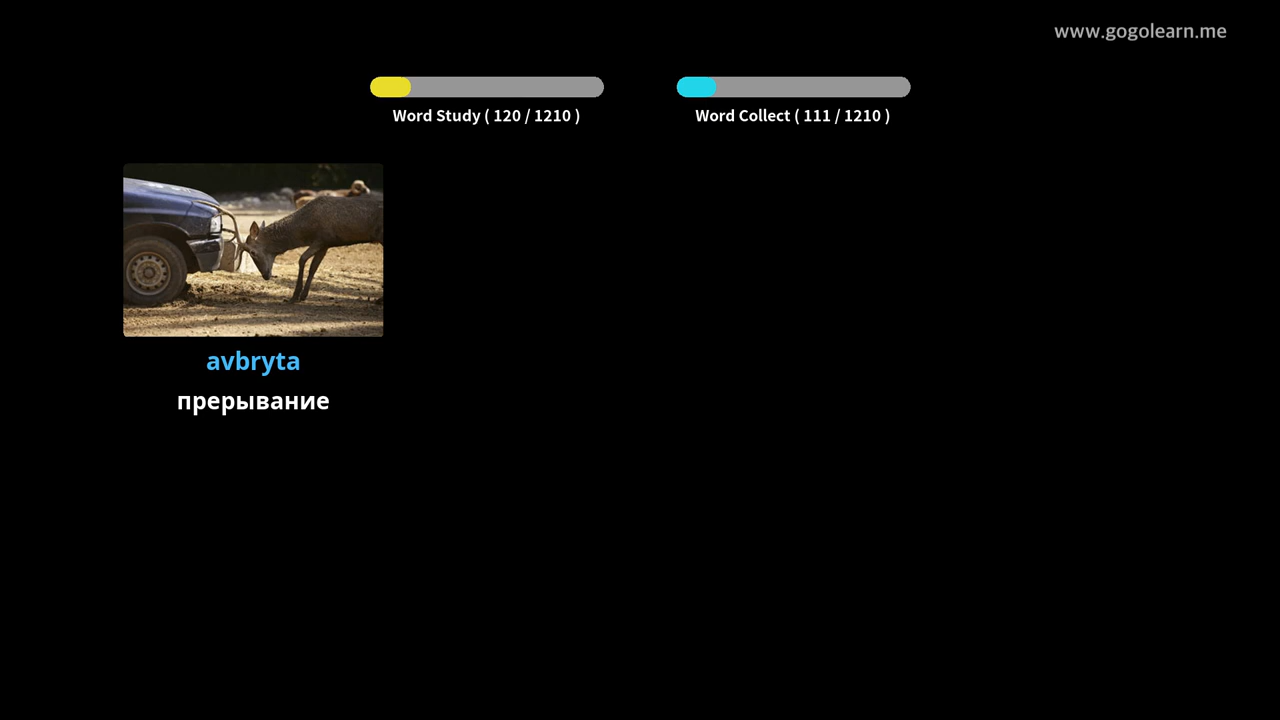 www.gogolearn.me
Word Study ( 120 / 1210 )
Word Collect ( 111 / 1210 )
avbryta
прерывание